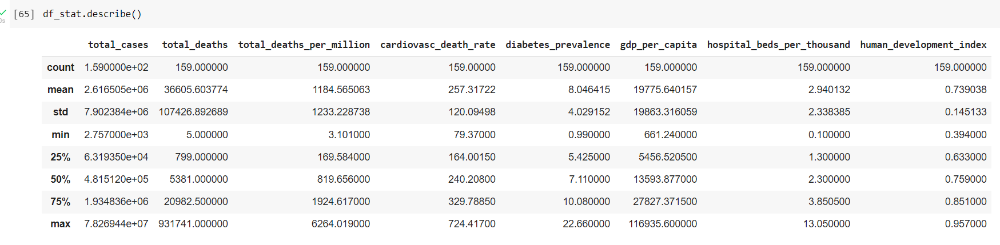 [65] df_stat.describe()
0s
total_cases total_deaths total_deaths_per_million cardiovasc_death_rate diabetes_prevalence gdp_per_capita hospital_beds_per_thousand human_development_index
count 1.590000e+02 159.000000 159.000000 159.00000 159.000000 159.000000 159.000000 159.000000
mean 2.616505e+06 36605.603774 1184.565063 257.31722 8.046415 19775.640157 2.940132 0.739038
std 7.902384e+06 107426.892689 1233.228738 120.09498 4.029152 19863.316059 2.338385 0.145133
min 2.757000e+03 5.000000 3.101000 79.37000 0.990000 661.240000 0.100000 0.394000
25% 6.319350e+04 799.000000 169.584000 164.00150 5.425000 5456.520500 1.300000 0.633000
50% 4.815120e+05 5381.000000 819.656000 240.20800 7.110000 13593.877000 2.300000 0.759000
75% 1.934836e+06 20982.500000 1924.617000 329.78850 10.080000 27827.371500 3.850500 0.851000
max 7.826944e+07 931741.000000 6264.019000 724.41700 22.660000 116935.600000 13.050000 0.957000